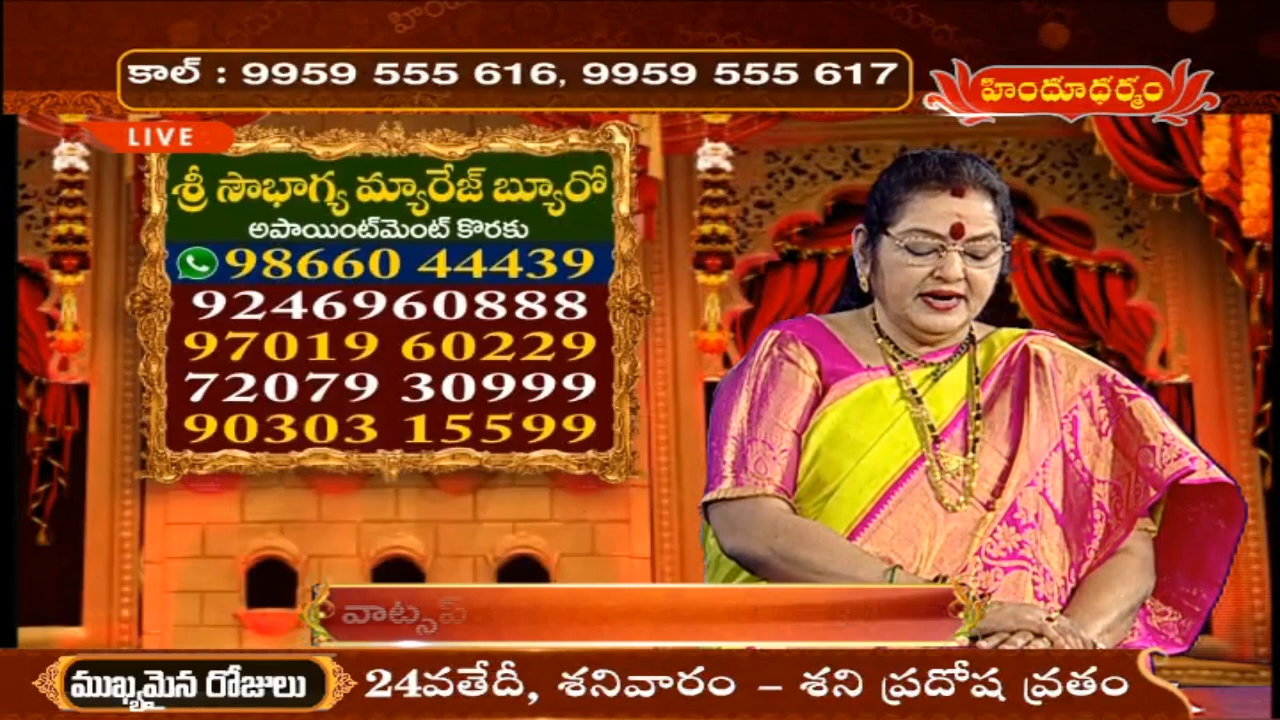 కాల్ : 9959 555 616, 9959 555 617
హిందూధర్మం
LIVE
శ్రీ సౌభాగ్య మ్యారేజ్ బ్యూరో
అపాయింట్‌మెంట్ కొరకు
98660 44439
9246960888
97019 60229
72079 30999
90303 15599
వాట్సప్
ముఖ్యమైన రోజులు
24వతేదీ, శనివారం – శని ప్రదోష వ్రతం